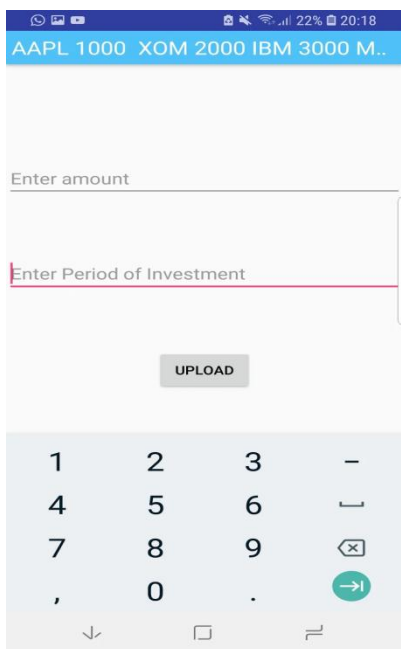 22% 20:18
AAPL 1000 XOM 2000 IBM 3000 M..
Enter amount
Enter Period of Investment
UPLOAD
1 2 3 -
4 5 6
7 8 9
, 0 .